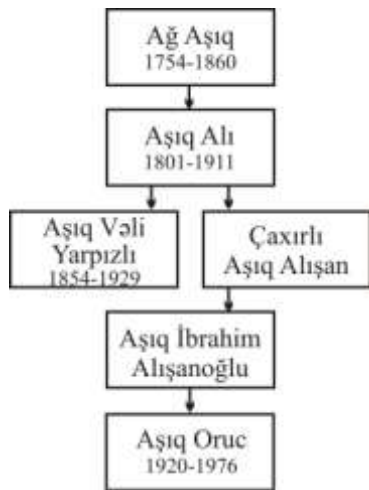 Ağ Aşıq
1754-1860
Aşıq Alı
1801-1911
Aşıq Vəli
Yarpızlı
1854-1929
Çaxırlı
Aşıq Alışan
Aşıq İbrahim
Alışanoğlu
Aşıq Oruc
1920-1976